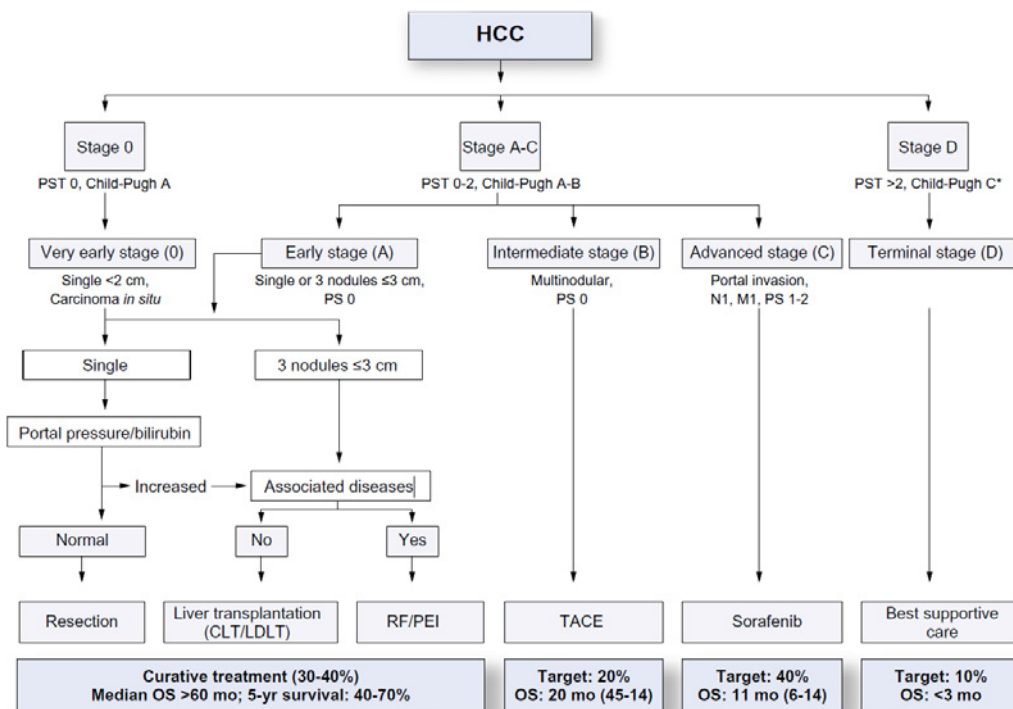 HCC
Stage 0
PST 0, Child-Pugh A
Stage A-C
PST 0-2, Child-Pugh A-B
Stage D
PST >2, Child-Pugh C*
Very early stage (0)
Single <2 cm,
Carcinoma in situ
Early stage (A)
Single or 3 nodules ≤3 cm,
PS 0
Intermediate stage (B)
Multinodular,
PS 0
Advanced stage (C)
Portal invasion,
N1, M1, PS 1-2
Terminal stage (D)
Single
3 nodules ≤3 cm
Portal pressure/bilirubin
Increased
Associated diseases
Normal
No
Yes
Resection
Liver transplantation
(CLT/LDLT)
RF/PEI
TACE
Sorafenib
Best supportive
care
Curative treatment (30-40%)
Median OS >60 mo; 5-yr survival: 40-70%
Target: 20%
OS: 20 mo (45-14)
Target: 40%
OS: 11 mo (6-14)
Target: 10%
OS: <3 mo